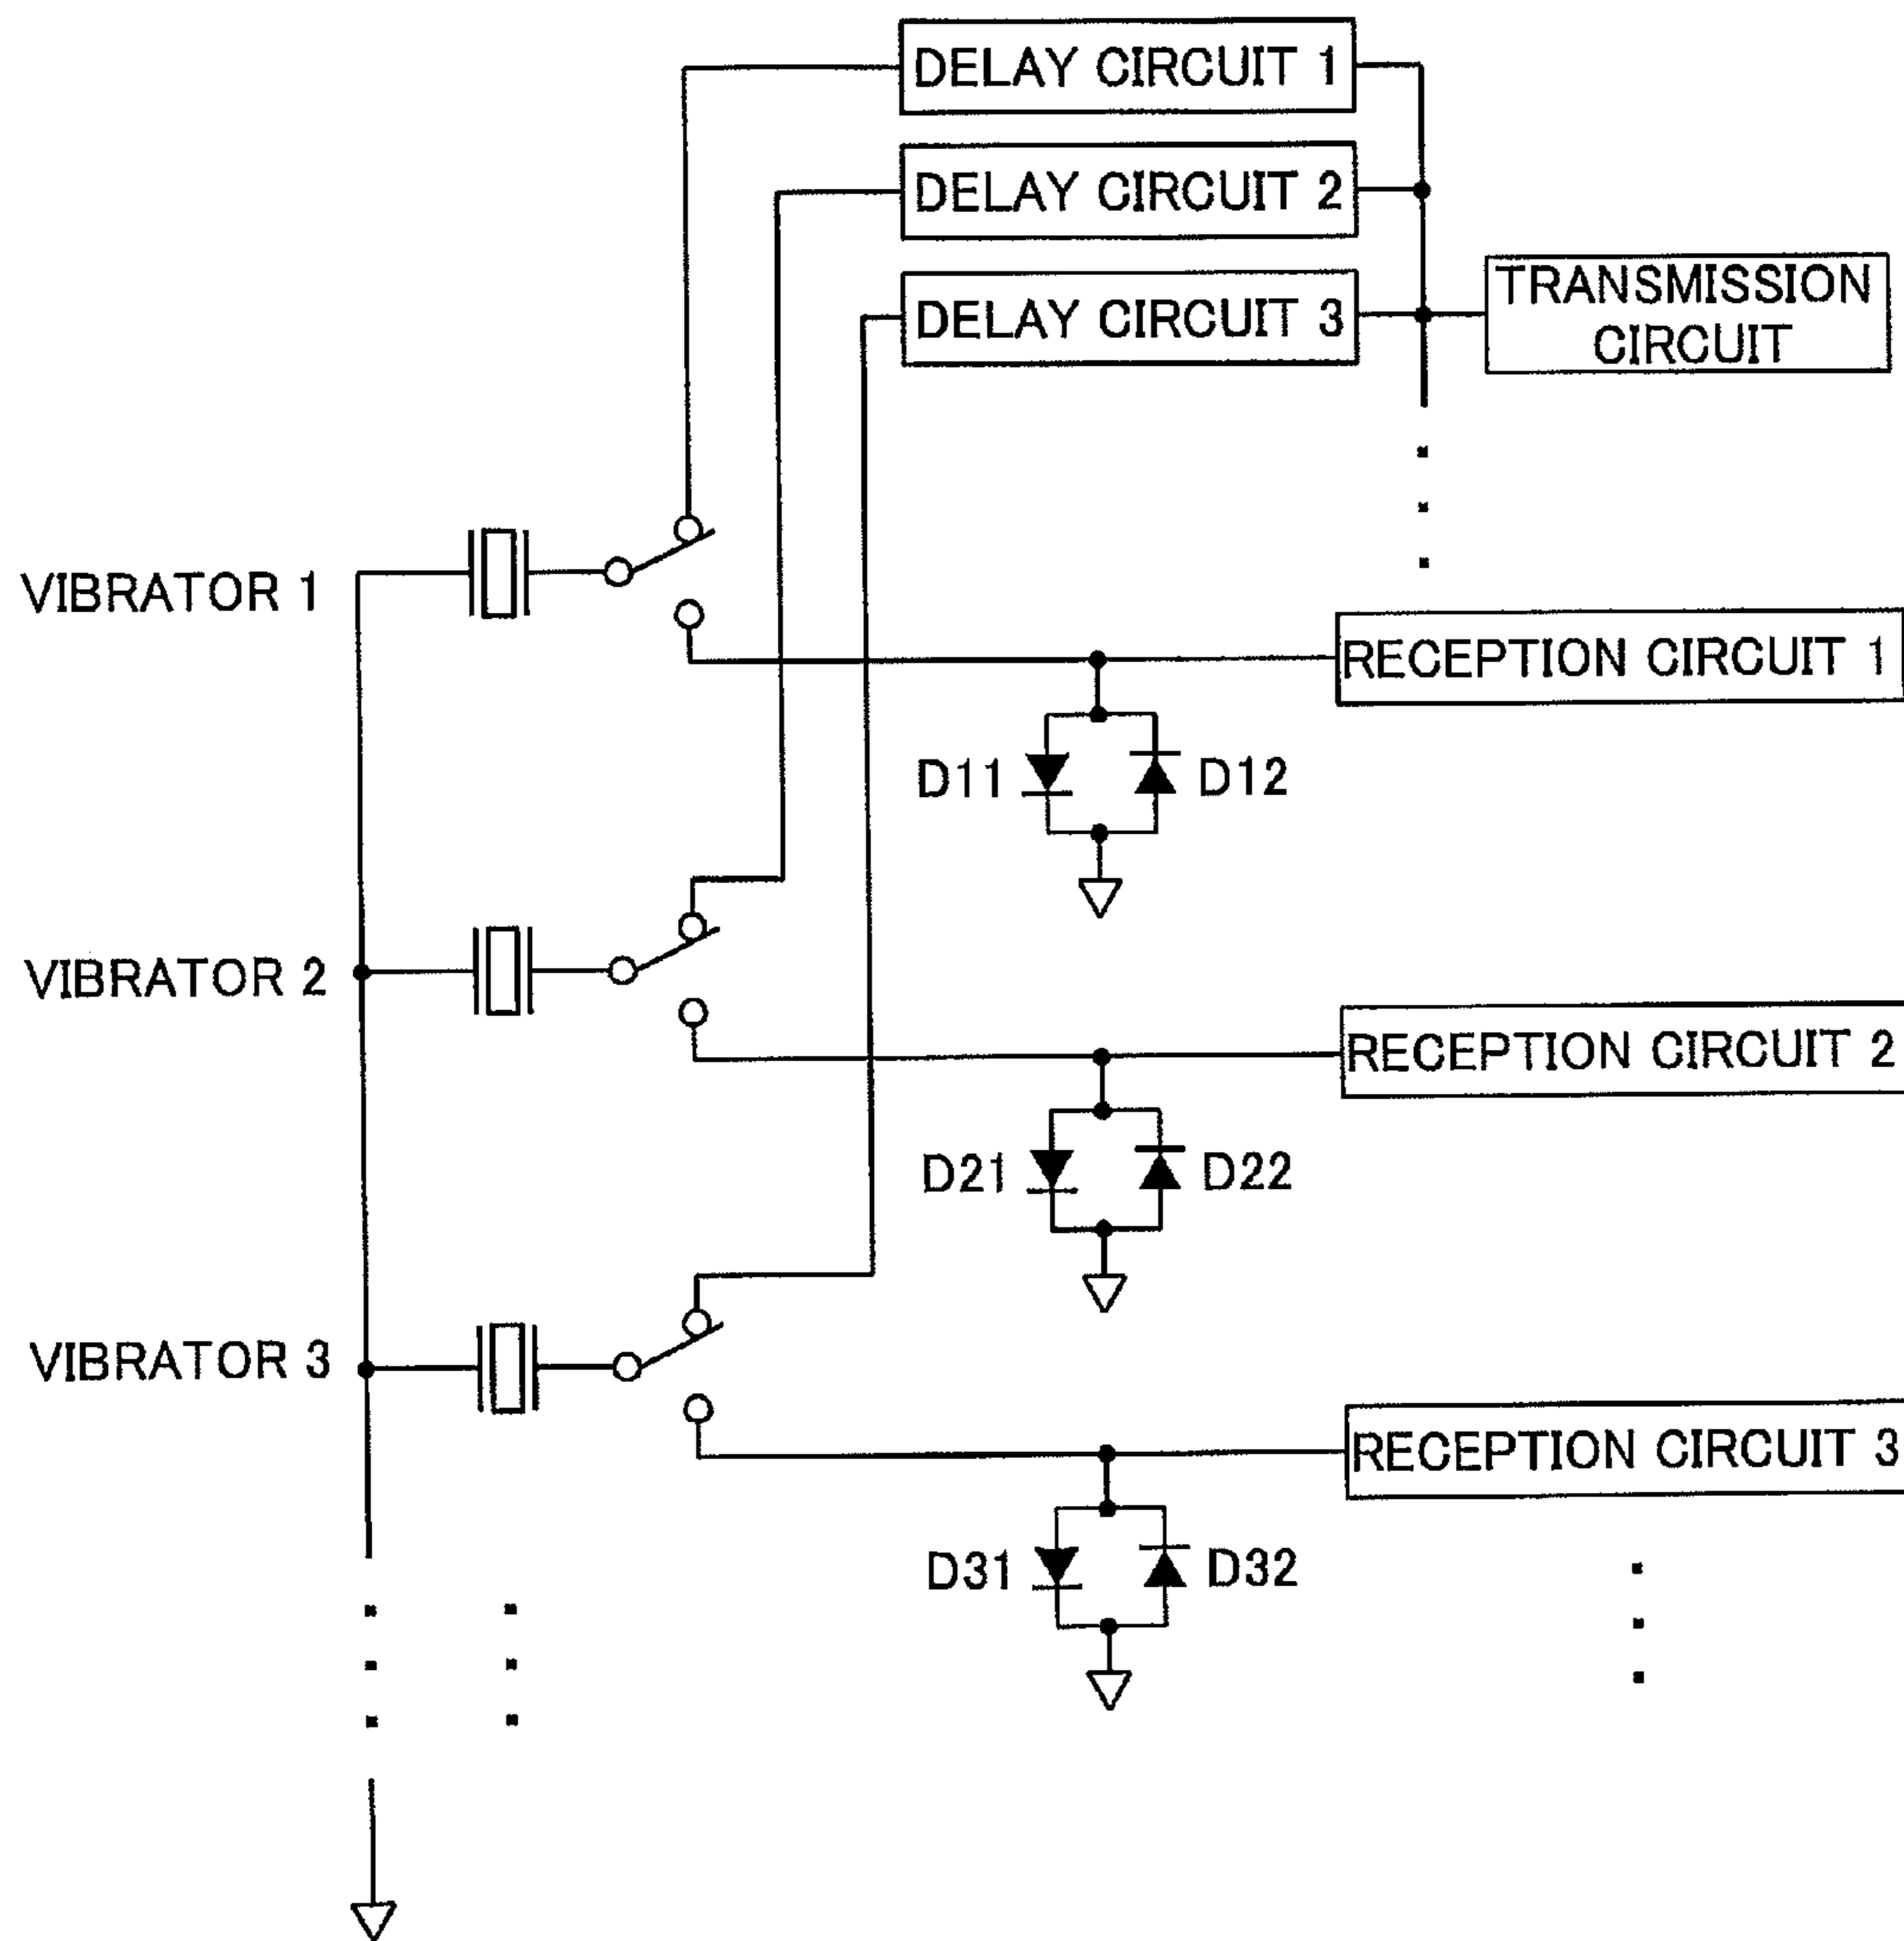 DELAY CIRCUIT 1
DELAY CIRCUIT 2
DELAY CIRCUIT 3
TRANSMISSION
CIRCUIT
VIBRATOR 1
RECEPTION CIRCUIT 1
D11
D12
VIBRATOR 2
RECEPTION CIRCUIT 2
D21
D22
VIBRATOR 3
RECEPTION CIRCUIT 3
D31
D32